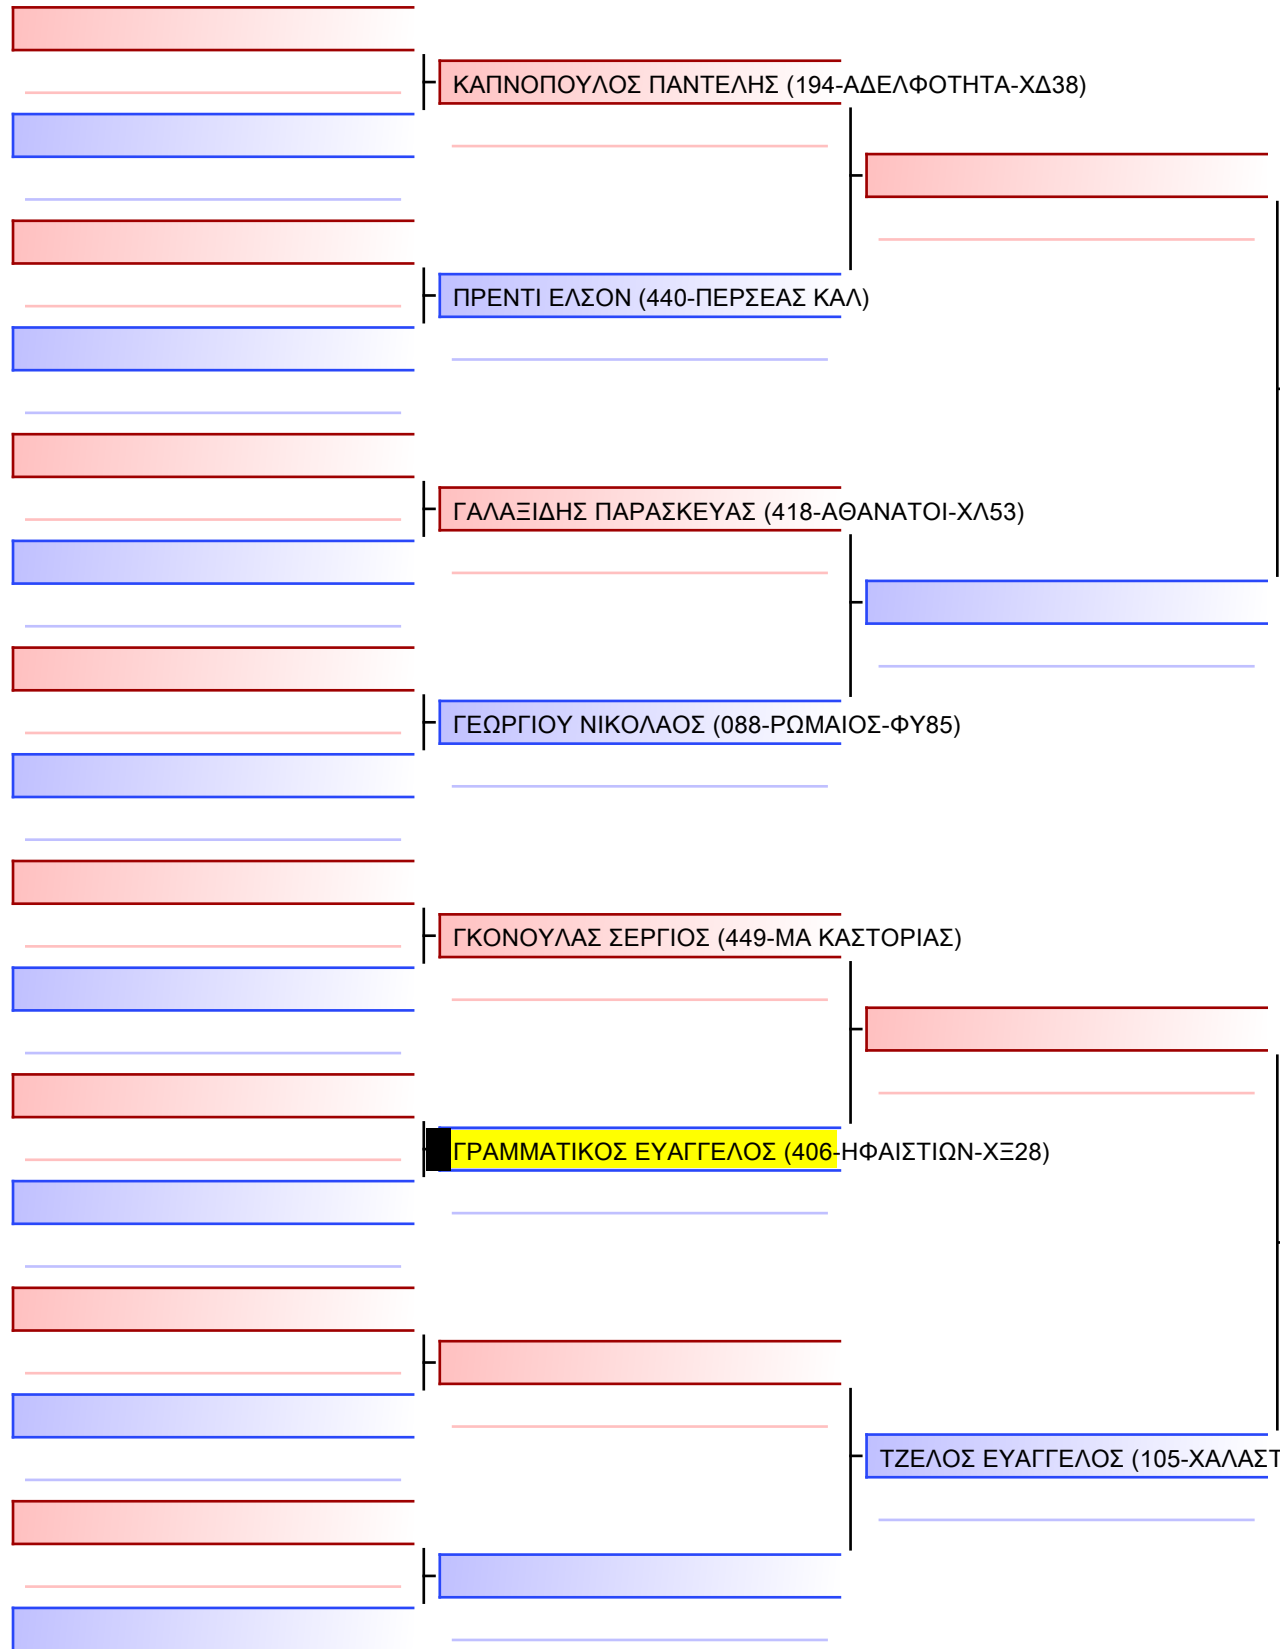 ΚΑΠΝΟΠΟΥΛΟΣ ΠΑΝΤΕΛΗΣ (194-ΑΔΕΛΦΟΤΗΤΑ-ΧΔ38)
ΠΡΕΝΤΙ ΕΛΣΟΝ (440-ΠΕΡΣΕΑΣ ΚΑΛ)
ΓΑΛΑΞΙΔΗΣ ΠΑΡΑΣΚΕΥΑΣ (418-ΑΘΑΝΑΤΟΙ-ΧΛ53)
ΓΕΩΡΓΙΟΥ ΝΙΚΟΛΑΟΣ (088-ΡΩΜΑΙΟΣ-ΦΥ85)
ΓΚΟΝΟΥΛΑΣ ΣΕΡΓΙΟΣ (449-ΜΑ ΚΑΣΤΟΡΙΑΣ)
ΓΡΑΜΜΑΤΙΚΟΣ ΕΥΑΓΓΕΛΟΣ (406-ΗΦΑΙΣΤΙΩΝ-ΧΞ28)
ΤΖΕΛΟΣ ΕΥΑΓΓΕΛΟΣ (105-ΧΑΛΑΣΤ